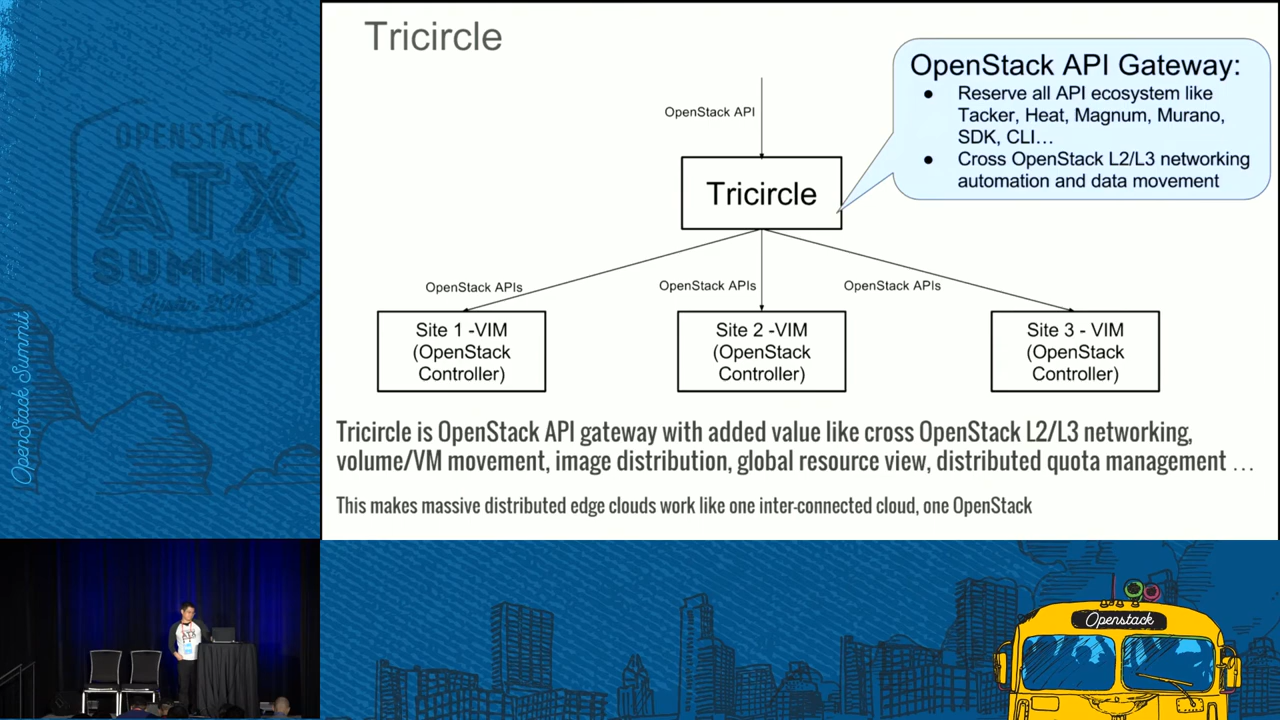 Tricircle
OpenStack API
OpenStack API Gateway:
● Reserve all API ecosystem like
Tacker, Heat, Magnum, Murano,
SDK, CLI…
● Cross OpenStack L2/L3 networking
automation and data movement
Tricircle
OpenStack APIs
OpenStack APIs
OpenStack APIs
Site 1 -VIM
(OpenStack
Controller)
Site 2 -VIM
(OpenStack
Controller)
Site 3 - VIM
(OpenStack
Controller)
Tricircle is OpenStack API gateway with added value like cross OpenStack L2/L3 networking,
volume/VM movement, image distribution, global resource view, distributed quota management …
This makes massive distributed edge clouds work like one inter-connected cloud, one OpenStack
OPENSTACK
ATX
SUMMIT
OpenStack Summit
ATX
Openstack